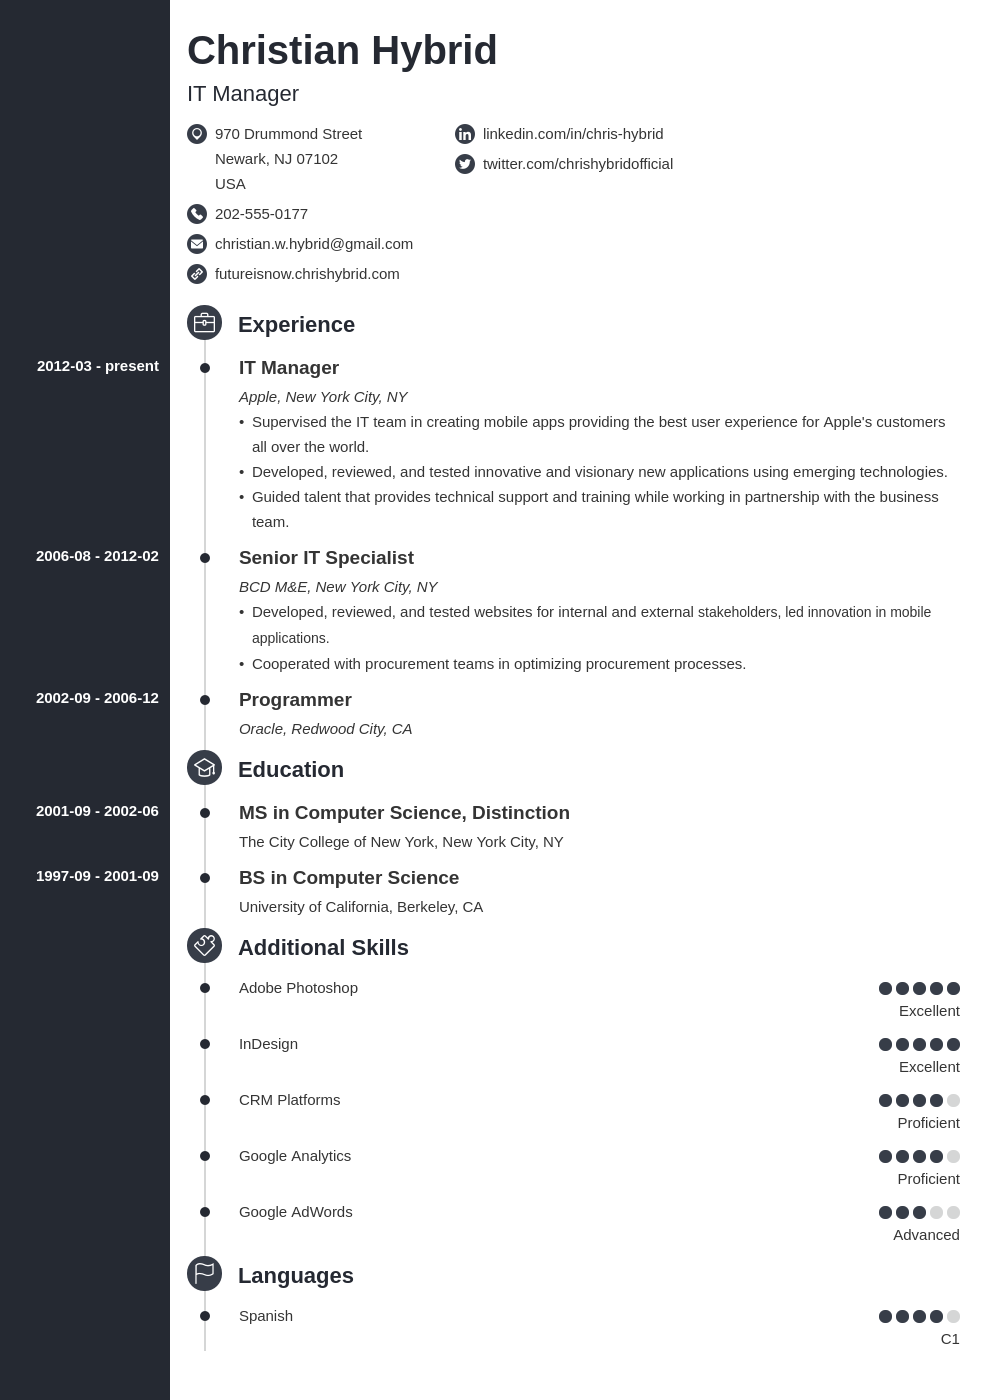 Christian Hybrid
IT Manager
970 Drummond Street
Newark, NJ 07102
USA
202-555-0177
christian.w.hybrid@gmail.com
futureisnow.chrishybrid.com
linkedin.com/in/chris-hybrid
twitter.com/chrishybridofficial
Experience
2012-03 - present
IT Manager
Apple, New York City, NY
• Supervised the IT team in creating mobile apps providing the best user experience for Apple's customers
all over the world.
• Developed, reviewed, and tested innovative and visionary new applications using emerging technologies.
• Guided talent that provides technical support and training while working in partnership with the business
team.
2006-08 - 2012-02
Senior IT Specialist
BCD M&E, New York City, NY
• Developed, reviewed, and tested websites for internal and external stakeholders, led innovation in mobile
applications.
• Cooperated with procurement teams in optimizing procurement processes.
2002-09 - 2006-12
Programmer
Oracle, Redwood City, CA
Education
2001-09 - 2002-06
MS in Computer Science, Distinction
The City College of New York, New York City, NY
1997-09 - 2001-09
BS in Computer Science
University of California, Berkeley, CA
Additional Skills
Adobe Photoshop
Excellent
InDesign
Excellent
CRM Platforms
Proficient
Google Analytics
Proficient
Google AdWords
Advanced
Languages
Spanish
C1